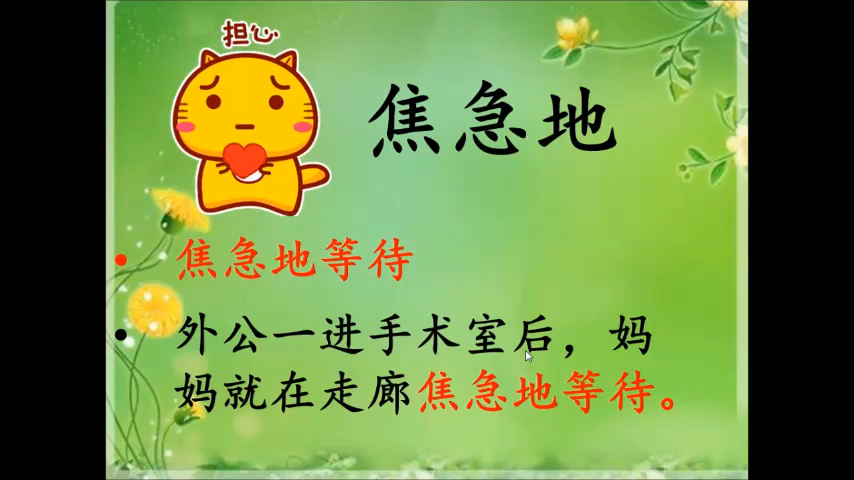 担心
焦急地
• 焦急地等待
• 外公一进手术室后，妈
妈就在走廊焦急地等待。